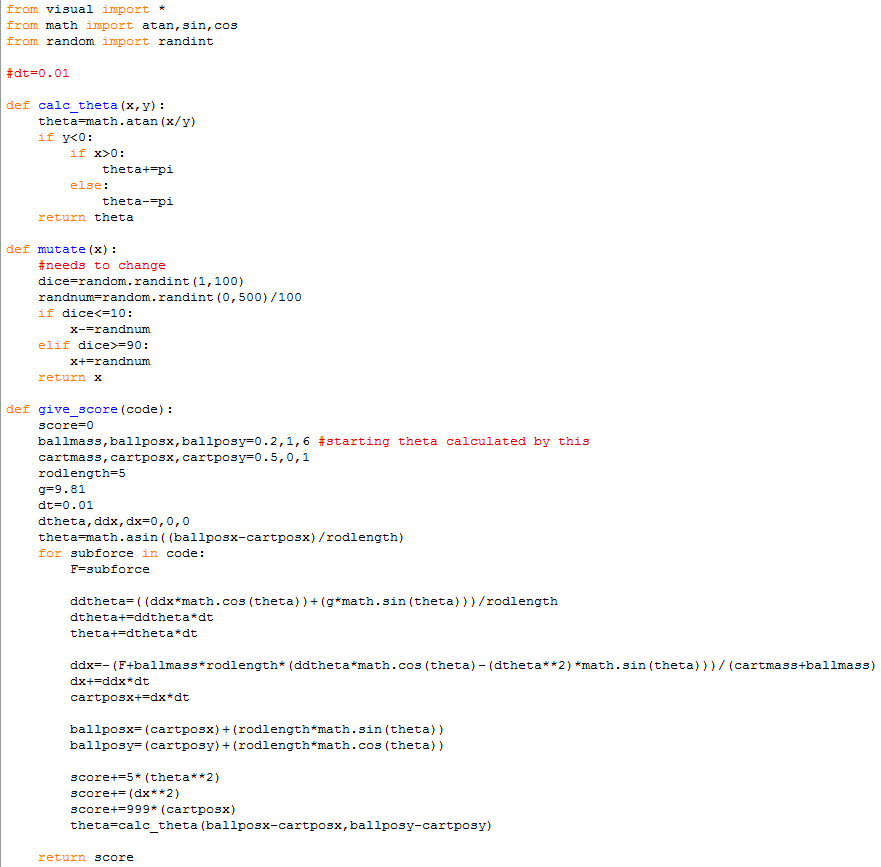 from visual import *
from math import atan,sin,cos
from random import randint
#dt=0.01
def calc_theta(x,y):
    theta=math.atan(x/y)
    if y<0:
        if x>0:
            theta+=pi
        else:
            theta-=pi
    return theta
def mutate(x):
    #needs to change
    dice=random.randint(1,100)
    randnum=random.randint(0,500)/100
    if dice<=10:
        x-=randnum
    elif dice>=90:
        x+=randnum
    return x
def give_score(code):
    score=0
    ballmass,ballposx,ballposy=0.2,1,6 #starting theta calculated by this
    cartmass,cartposx,cartposy=0.5,0,1
    rodlength=5
    g=9.81
    dt=0.01
    dtheta,ddx,dx=0,0,0
    theta=math.asin((ballposx-cartposx)/rodlength)
    for subforce in code:
        F=subforce
        ddtheta=((ddx*math.cos(theta))+(g*math.sin(theta)))/rodlength
        dtheta+=ddtheta*dt
        theta+=dtheta*dt
        ddx=-(F+ballmass*rodlength*(ddtheta*math.cos(theta)-(dtheta**2)*math.sin(theta)))/(cartmass+ballmass)
        dx+=ddx*dt
        cartposx+=dx*dt
        ballposx=(cartposx)+(rodlength*math.sin(theta))
        ballposy=(cartposy)+(rodlength*math.cos(theta))
        score+=5*(theta**2)
        score+=(dx**2)
        score+=999*(cartposx)
        theta=calc_theta(ballposx-cartposx,ballposy-cartposy)
    return score